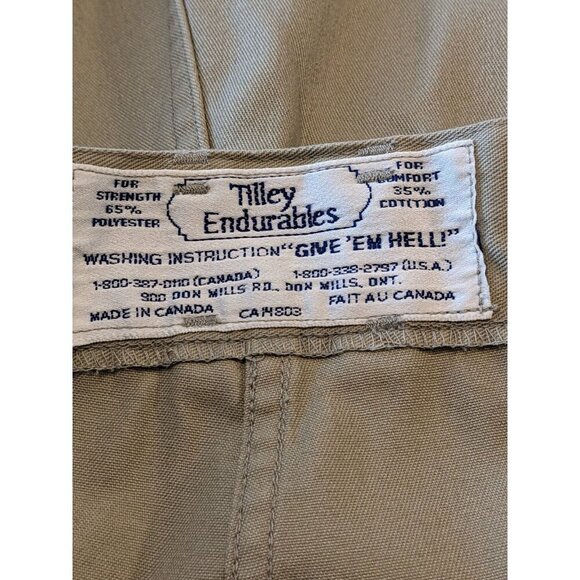 FOR STRENGTH 65% POLYESTER
Tilley Endurables
FOR COMFORT 35% COTTON
WASHING INSTRUCTION "GIVE 'EM HELL!"
1-800-387-0110 (CANADA) 1-800-338-2797 (U.S.A.)
900 DON MILLS RD., DON MILLS, ONT.
MADE IN CANADA CA14803 FAIT AU CANADA